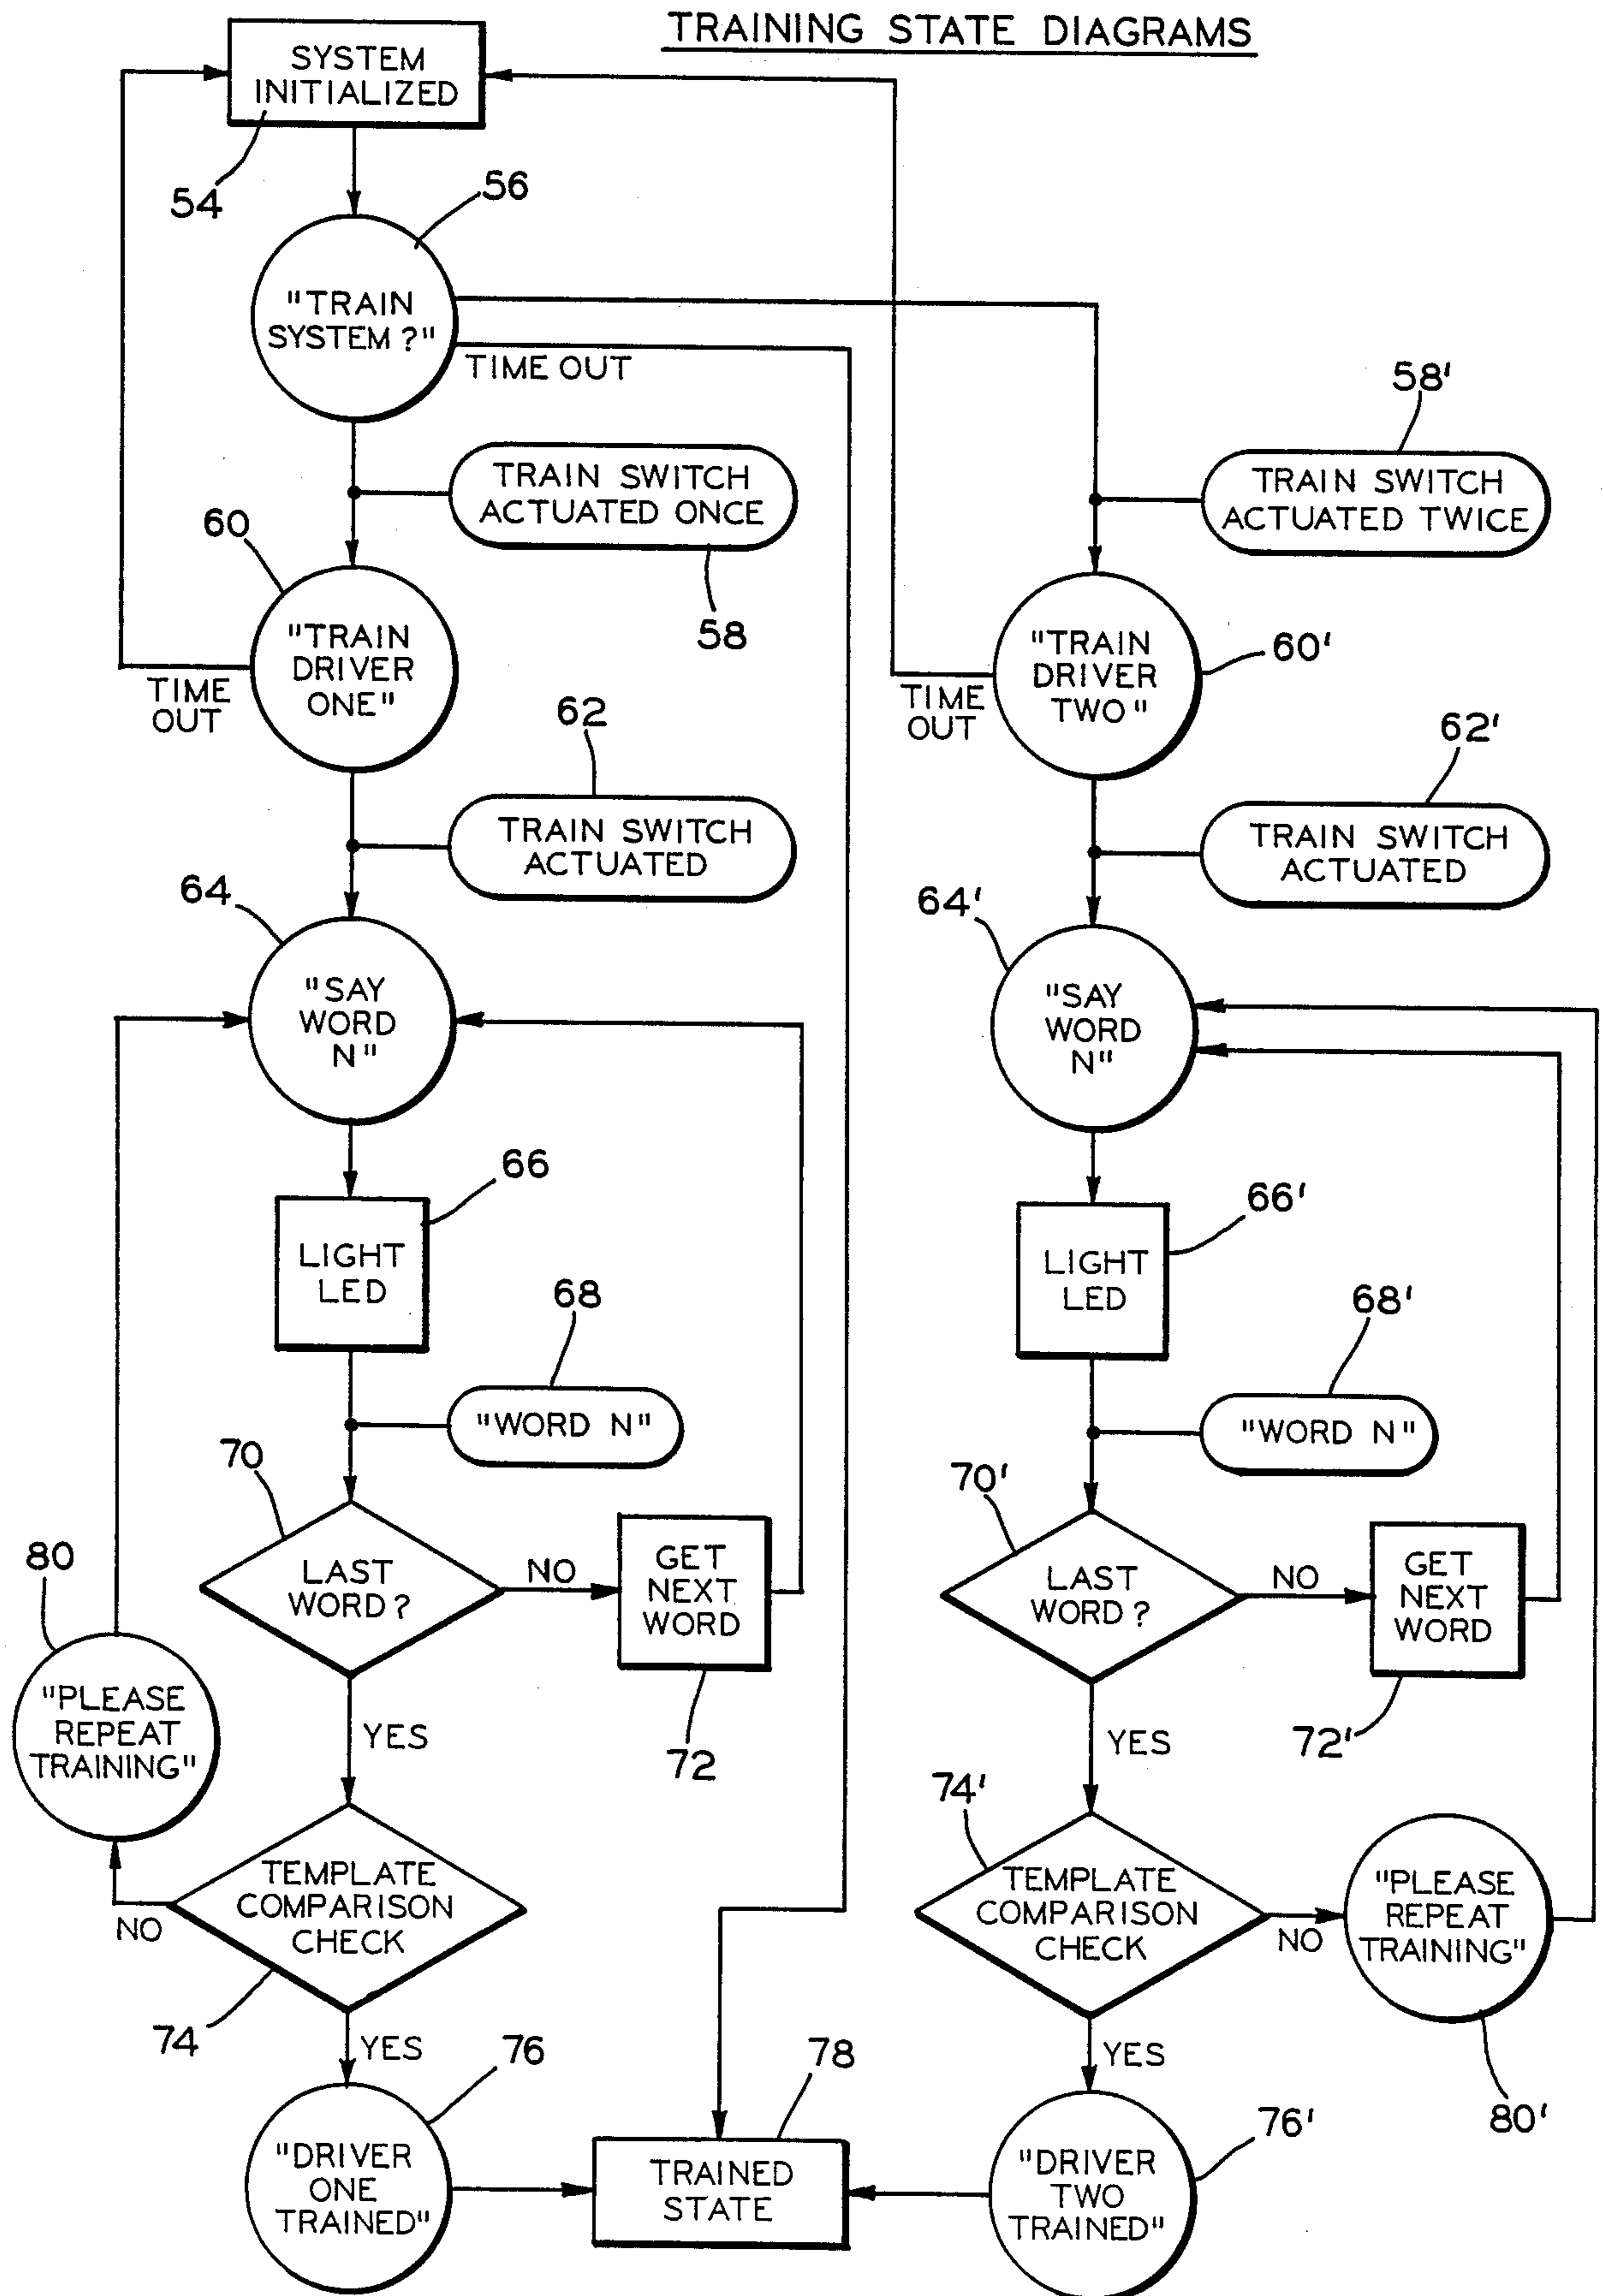 TRAINING STATE DIAGRAMS
SYSTEM
INITIALIZED
54
56
"TRAIN
SYSTEM ?"
TIME OUT
58'
TRAIN SWITCH
ACTUATED ONCE
58
TRAIN SWITCH
ACTUATED TWICE
60
"TRAIN
DRIVER
ONE"
TIME
OUT
"TRAIN
DRIVER
TWO"
60'
TIME
OUT
62
TRAIN SWITCH
ACTUATED
62'
TRAIN SWITCH
ACTUATED
64
"SAY
WORD
N"
64'
"SAY
WORD
N"
66
LIGHT
LED
66'
LIGHT
LED
68
"WORD N"
68'
"WORD N"
70
LAST
WORD ?
NO
GET
NEXT
WORD
72
70'
LAST
WORD ?
NO
GET
NEXT
WORD
72'
80
"PLEASE
REPEAT
TRAINING"
YES
YES
TEMPLATE
COMPARISON
CHECK
NO
74
74'
TEMPLATE
COMPARISON
CHECK
NO
"PLEASE
REPEAT
TRAINING"
80'
YES
76
"DRIVER
ONE
TRAINED"
78
TRAINED
STATE
YES
76'
"DRIVER
TWO
TRAINED"